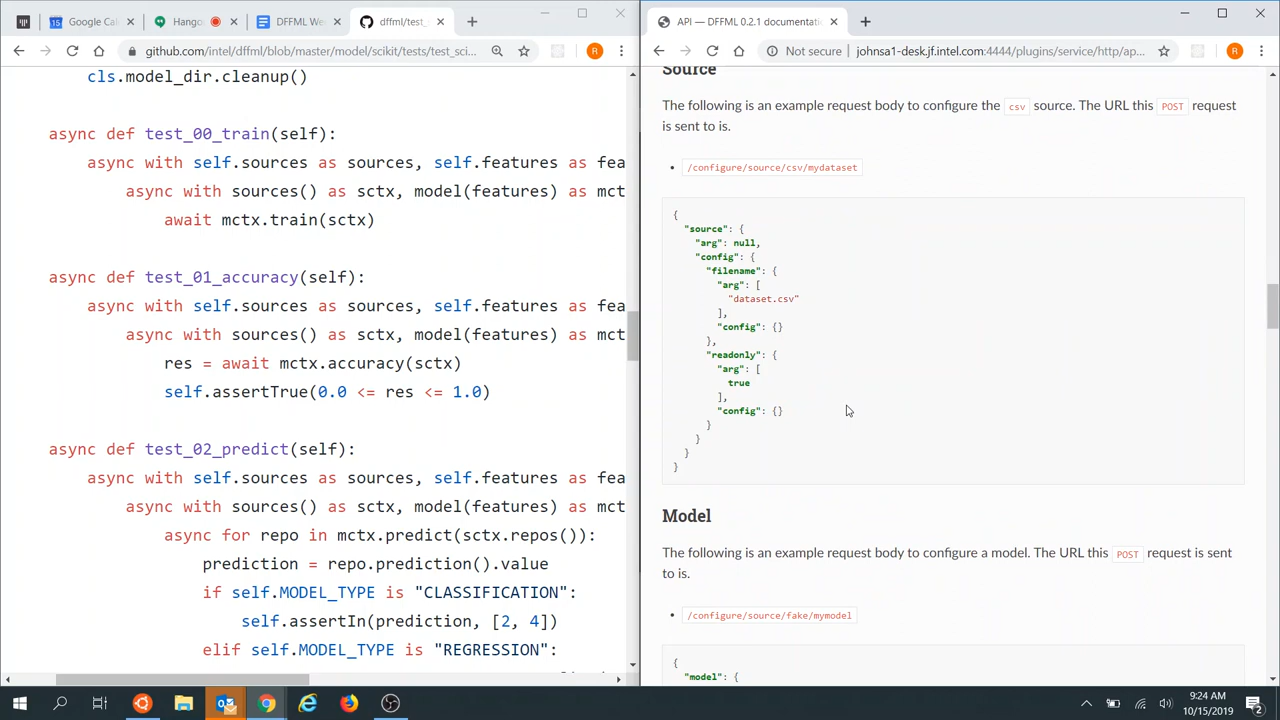 Google Cal
Hango
DFFML We
dffml/test_
API — DFFML 0.2.1 documentati
github.com/intel/dffml/blob/master/model/scikit/tests/test_sci...
R
Not secure
johnsa1-desk.jf.intel.com:4444/plugins/service/http/ap...
R
cls.model_dir.cleanup()
async def test_00_train(self):
async with self.sources as sources, self.features as fea
async with sources() as sctx, model(features) as mct
await mctx.train(sctx)
async def test_01_accuracy(self):
async with self.sources as sources, self.features as fea
async with sources() as sctx, model(features) as mct
res = await mctx.accuracy(sctx)
self.assertTrue(0.0 <= res <= 1.0)
async def test_02_predict(self):
async with self.sources as sources, self.features as fea
async with sources() as sctx, model(features) as mct
async for repo in mctx.predict(sctx.repos()):
prediction = repo.prediction().value
if self.MODEL_TYPE is "CLASSIFICATION":
self.assertIn(prediction, [2, 4])
elif self.MODEL_TYPE is "REGRESSION":
Source
The following is an example request body to configure the csv source. The URL this POST request
is sent to is.
/configure/source/csv/mydataset
{
"source": {
"arg": null,
"config": {
"filename": {
"arg": [
"dataset.csv"
],
"config": {}
},
"readonly": {
"arg": [
true
],
"config": {}
}
}
}
}
Model
The following is an example request body to configure a model. The URL this POST request is sent
to is.
/configure/source/fake/mymodel
{
"model": {
9:24 AM
10/15/2019
2